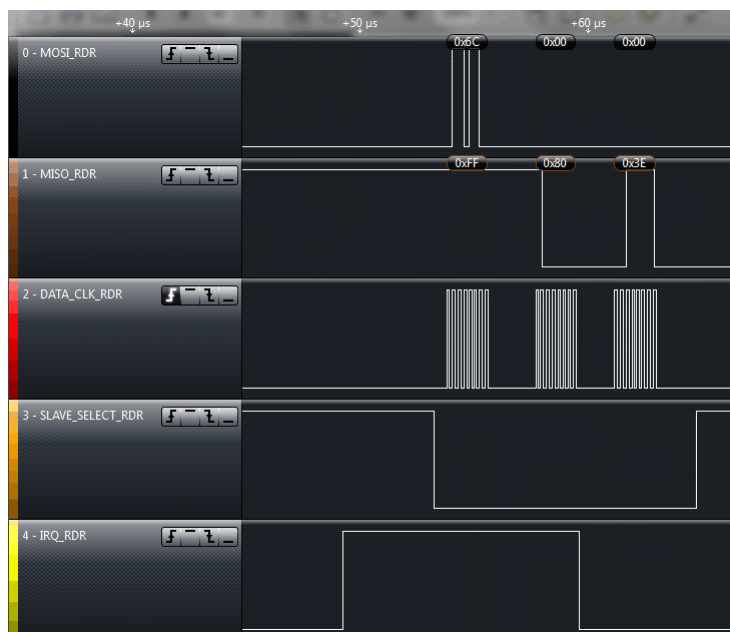 +40 µs +50 µs +60 µs
0 - MOSI_RDR 0x6C 0x00 0x00
1 - MISO_RDR 0xFF 0x80 0x3E
2 - DATA_CLK_RDR
3 - SLAVE_SELECT_RDR
4 - IRQ_RDR